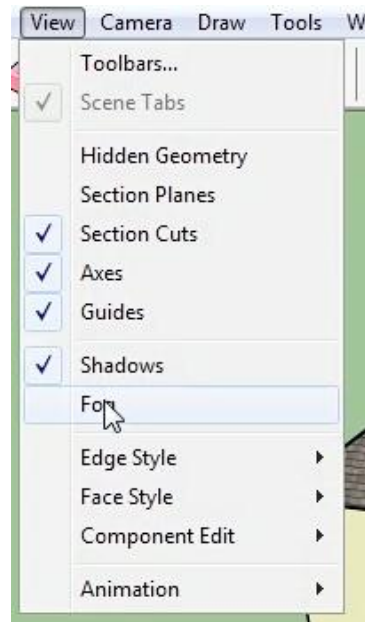 View Camera Draw Tools
Toolbars...
Scene Tabs
Hidden Geometry
Section Planes
Section Cuts
Axes
Guides
Shadows
Fog
Edge Style
Face Style
Component Edit
Animation